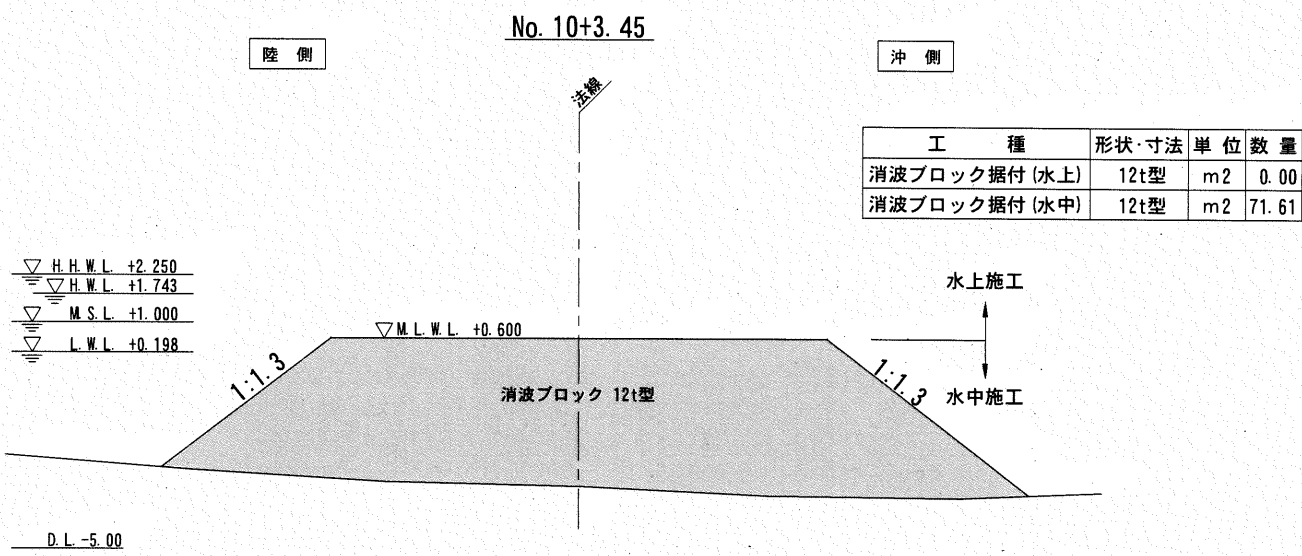 No. 10+3. 45
陸 側
沖 側
法線
工 種 形状・寸法 単 位 数 量
消波ブロック据付(水上) 12t型 m2 0. 00
消波ブロック据付(水中) 12t型 m2 71. 61
H. H. W. L. +2. 250
H. W. L. +1. 743
M. S. L. +1. 000
L. W. L. +0. 198
M. L. W. L. +0. 600
水上施工
水中施工
1:1. 3
1:1. 3
消波ブロック 12t型
D. L. -5. 00